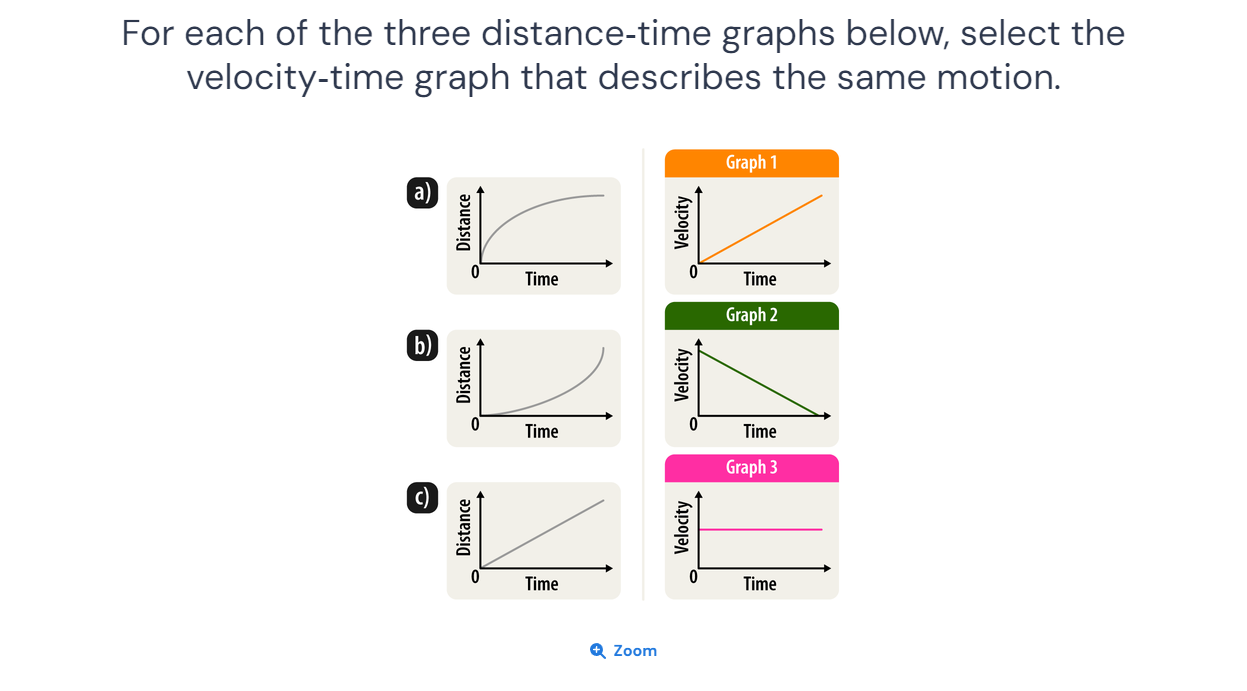 For each of the three distance-time graphs below, select the
velocity-time graph that describes the same motion.
a)
Distance
0
Time
Graph 1
Velocity
0
Time
b)
Distance
0
Time
Graph 2
Velocity
0
Time
c)
Distance
0
Time
Graph 3
Velocity
0
Time
Zoom